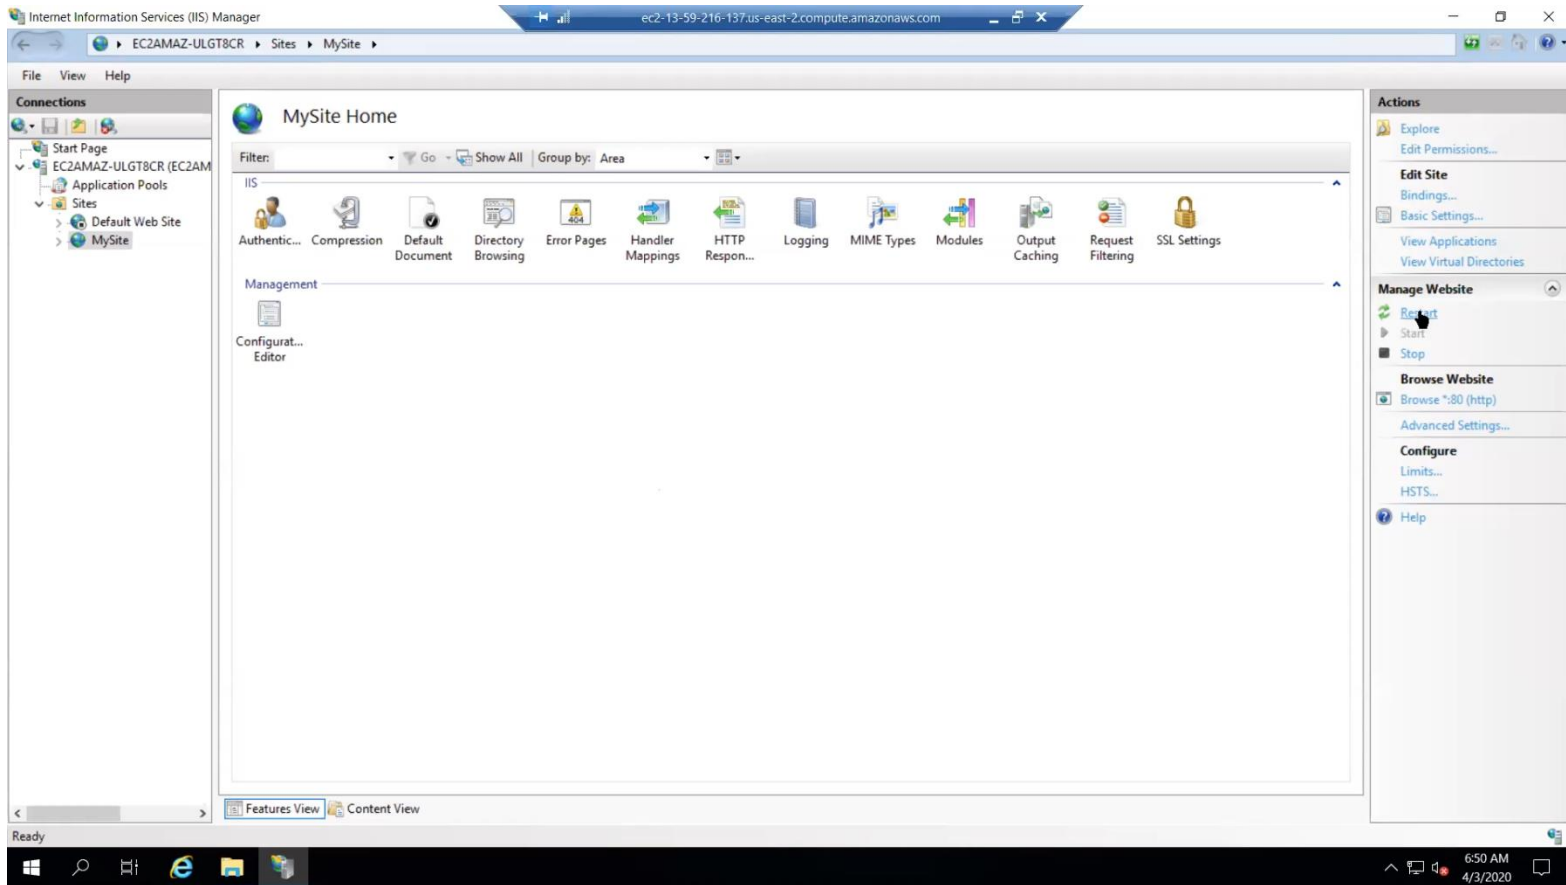 Internet Information Services (IIS) Manager
ec2-13-59-216-137.us-east-2.compute.amazonaws.com
EC2AMAZ-ULGT8CR
Sites
MySite
File View Help
Connections
Start Page
EC2AMAZ-ULGT8CR (EC2AM
Application Pools
Sites
Default Web Site
MySite
MySite Home
Filter: Go Show All Group by: Area
IIS
Authentic...
Compression
Default
Document
Directory
Browsing
Error Pages
404
Handler
Mappings
HTTP
Respon...
Logging
MIME Types
Modules
Output
Caching
Request
Filtering
SSL Settings
Management
Configurat...
Editor
Features View
Content View
Actions
Explore
Edit Permissions...
Edit Site
Bindings...
Basic Settings...
View Applications
View Virtual Directories
Manage Website
Restart
Start
Stop
Browse Website
Browse *:80 (http)
Advanced Settings...
Configure
Limits...
HSTS...
Help
Ready
6:50 AM
4/3/2020